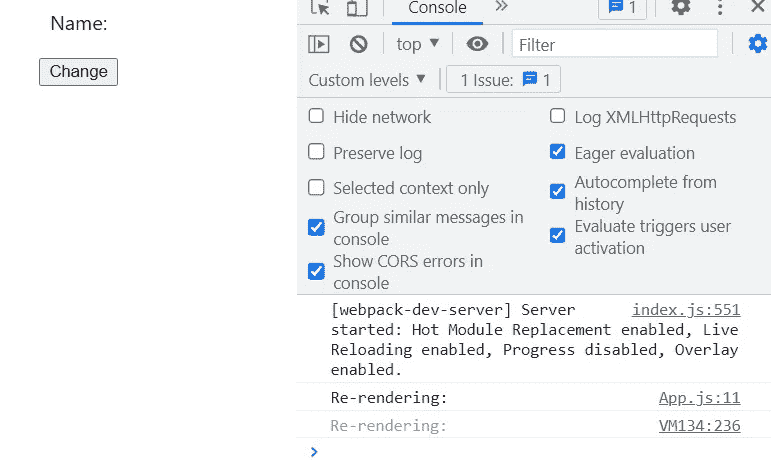 Name:
Change
Console
1
top
Filter
Custom levels
1 Issue:
1
Hide network
Log XMLHttpRequests
Preserve log
Eager evaluation
Selected context only
Autocomplete from
history
Group similar messages in
console
Evaluate triggers user
activation
Show CORS errors in
console
[webpack-dev-server] Server index.js:551
started: Hot Module Replacement enabled, Live
Reloading enabled, Progress disabled, Overlay
enabled.
Re-rendering: App.js:11
Re-rendering: VM134:236